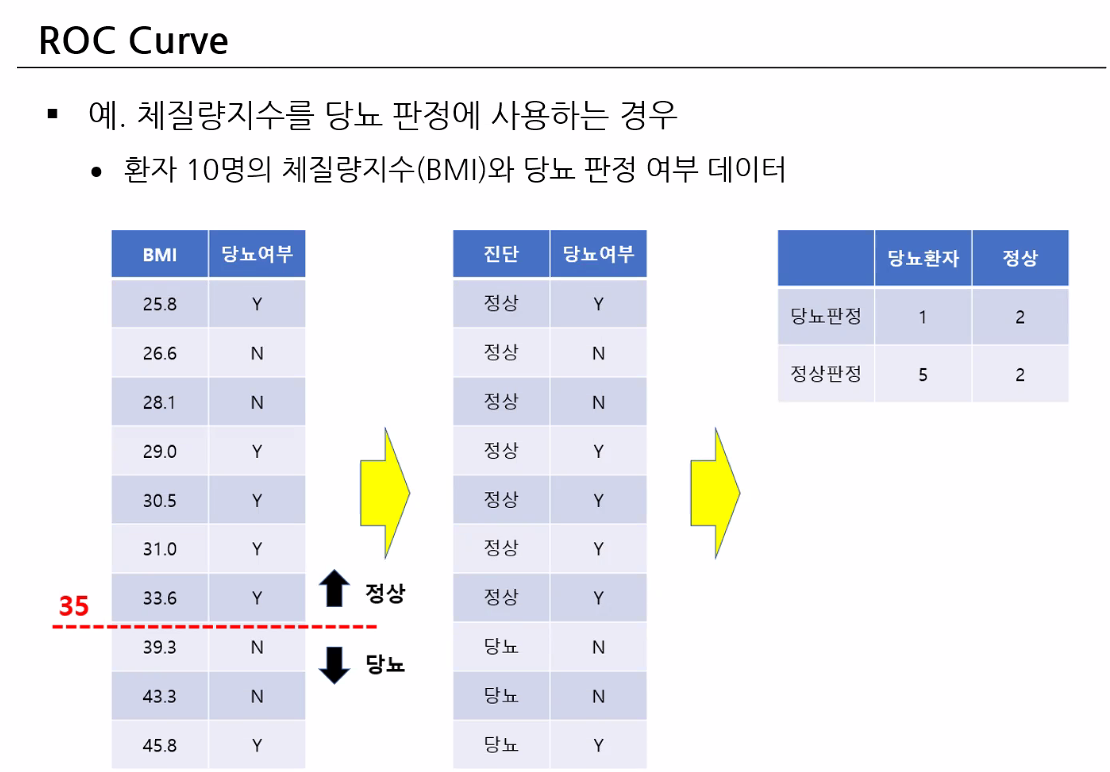 ROC Curve
▪ 예. 체질량지수를 당뇨 판정에 사용하는 경우
• 환자 10명의 체질량지수(BMI)와 당뇨 판정 여부 데이터
BMI 당뇨여부
25.8 Y
26.6 N
28.1 N
29.0 Y
30.5 Y
31.0 Y
33.6 Y
39.3 N
43.3 N
45.8 Y
35
정상
당뇨
진단 당뇨여부
정상 Y
정상 N
정상 N
정상 Y
정상 Y
정상 Y
정상 Y
당뇨 N
당뇨 N
당뇨 Y
당뇨환자 정상
당뇨판정 1 2
정상판정 5 2